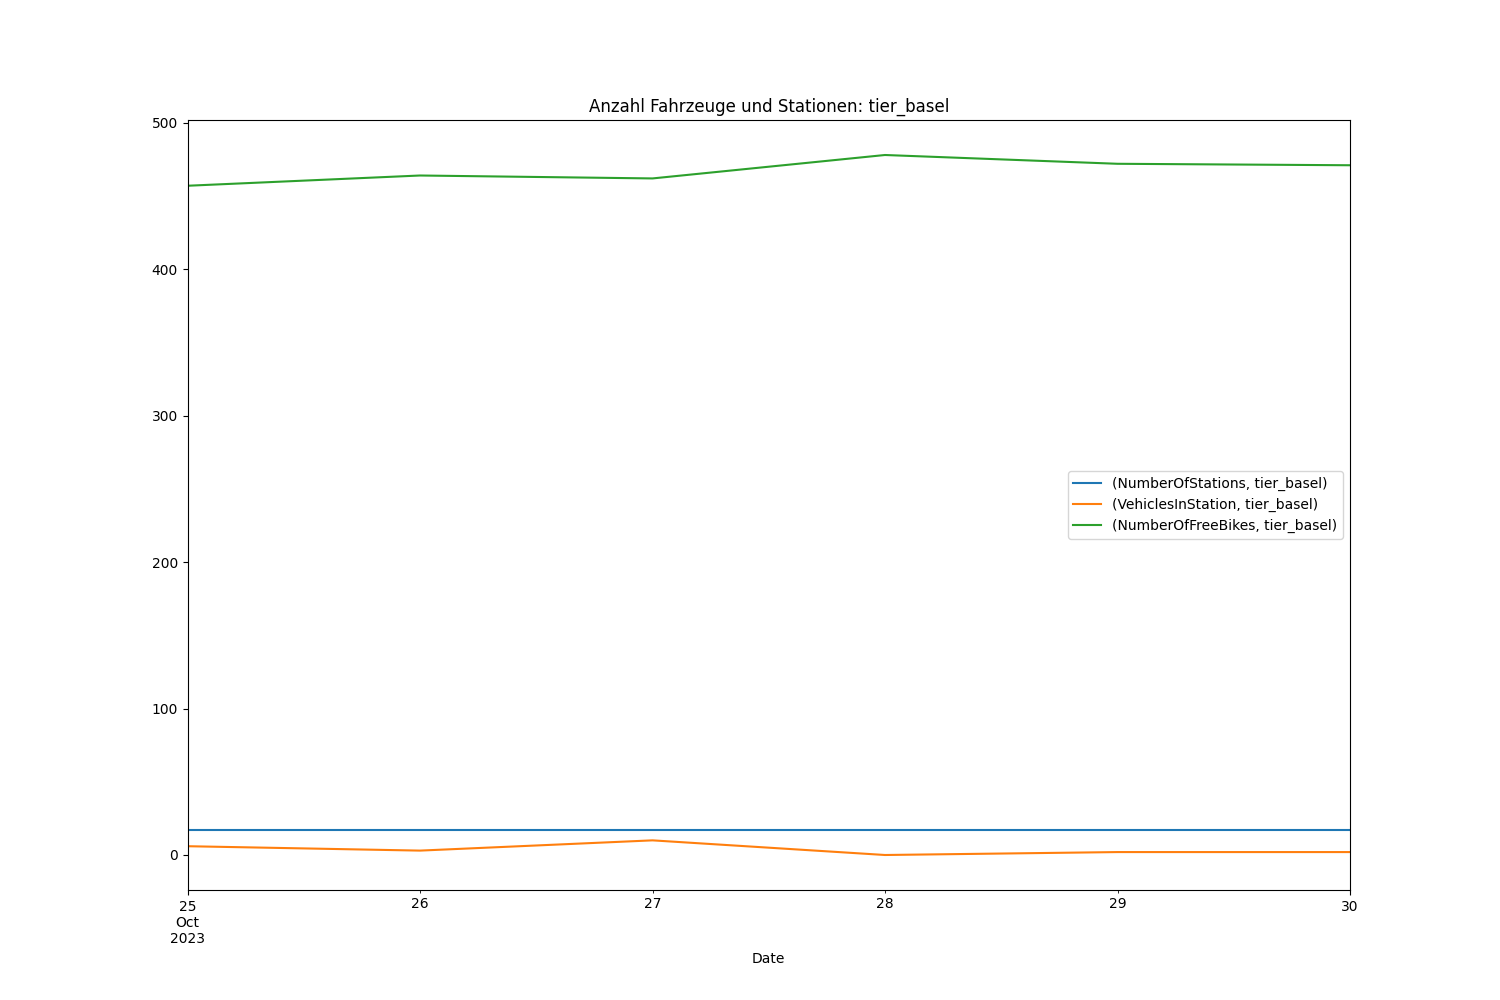 Anzahl Fahrzeuge und Stationen: tier_basel
500
400
300
200
100
0
(NumberOfStations, tier_basel)
(VehiclesInStation, tier_basel)
(NumberOfFreeBikes, tier_basel)
25 26 27 28 29 30
Oct
2023
Date